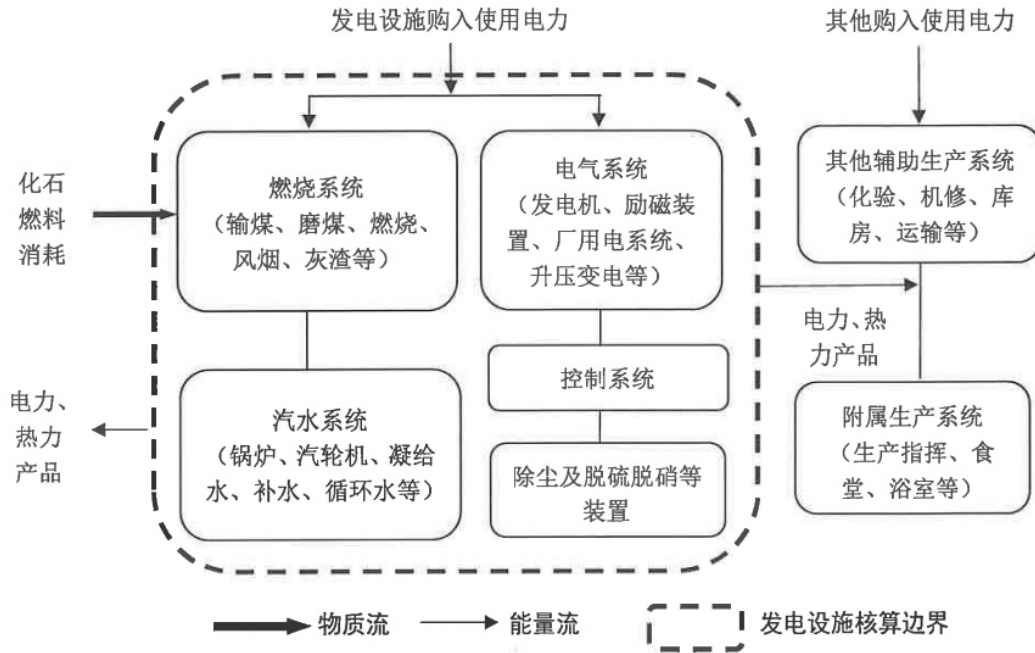 发电设施购入使用电力
其他购入使用电力
化石
燃料
消耗
燃烧系统
（输煤、磨煤、燃烧、
风烟、灰渣等）
电气系统
（发电机、励磁装
置、厂用电系统、
升压变电等）
其他辅助生产系统
（化验、机修、库
房、运输等）
电力、热
力产品
控制系统
电力、
热力
产品
汽水系统
（锅炉、汽轮机、凝给
水、补水、循环水等）
除尘及脱硫脱硝等
装置
附属生产系统
（生产指挥、食
堂、浴室等）
物质流
能量流
发电设施核算边界